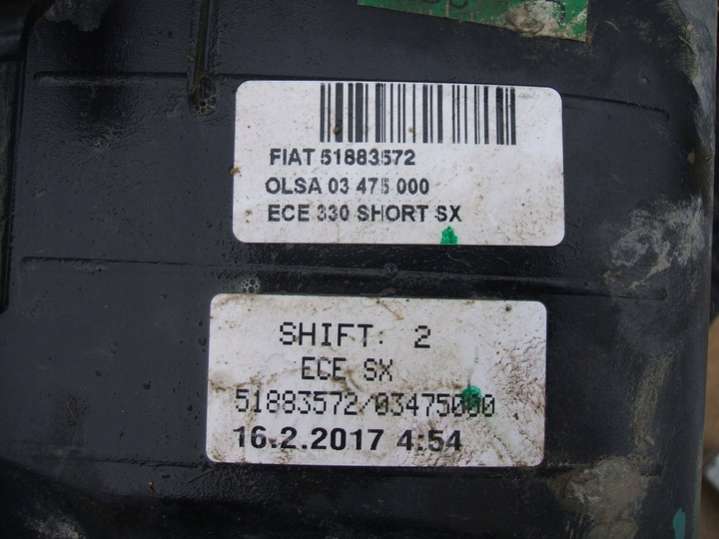 FIAT 51883572
OLSA 03 475 000
ECE 330 SHORT SX
SHIFT: 2
ECE SX
51883572/03475000
16.2.2017 4:54